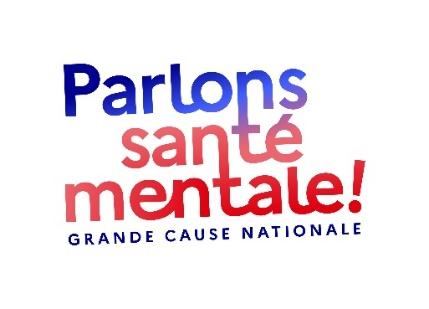 Parlons
santé
mentale!
GRANDE CAUSE NATIONALE